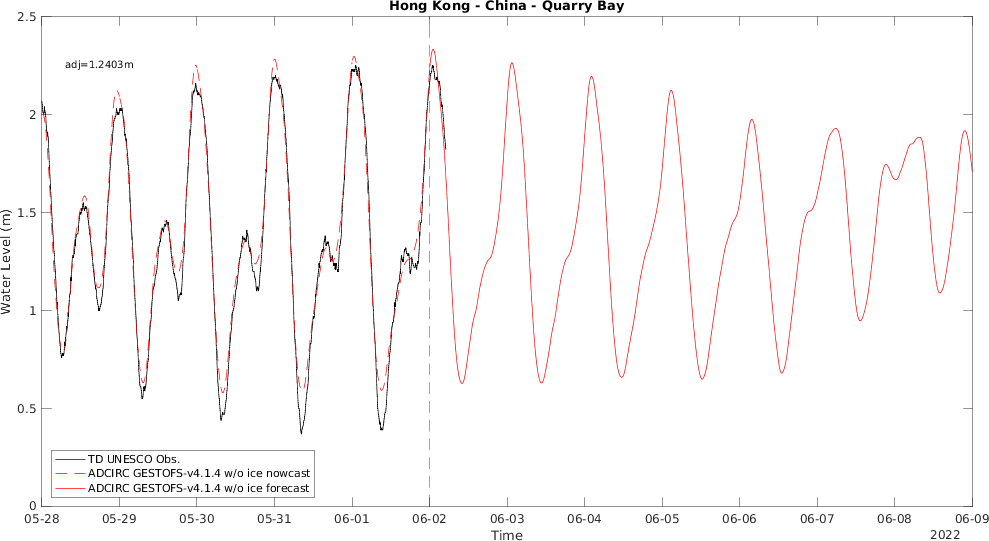 Hong Kong - China - Quarry Bay
2.5
adj=1.2403m
2
1.5
Water Level (m)
1
0.5
TD UNESCO Obs.
ADCIRC GESTOFS-v4.1.4 w/o ice nowcast
ADCIRC GESTOFS-v4.1.4 w/o ice forecast
0
05-28 05-29 05-30 05-31 06-01 06-02 06-03 06-04 06-05 06-06 06-07 06-08 06-09
Time
2022